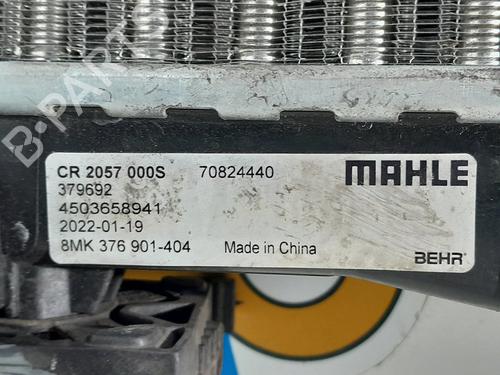 B-PARTS
CR 2057 000S 70824440 MAHLE
379692
4503658941
2022-01-19
8MK 376 901-404 Made in China BEHR